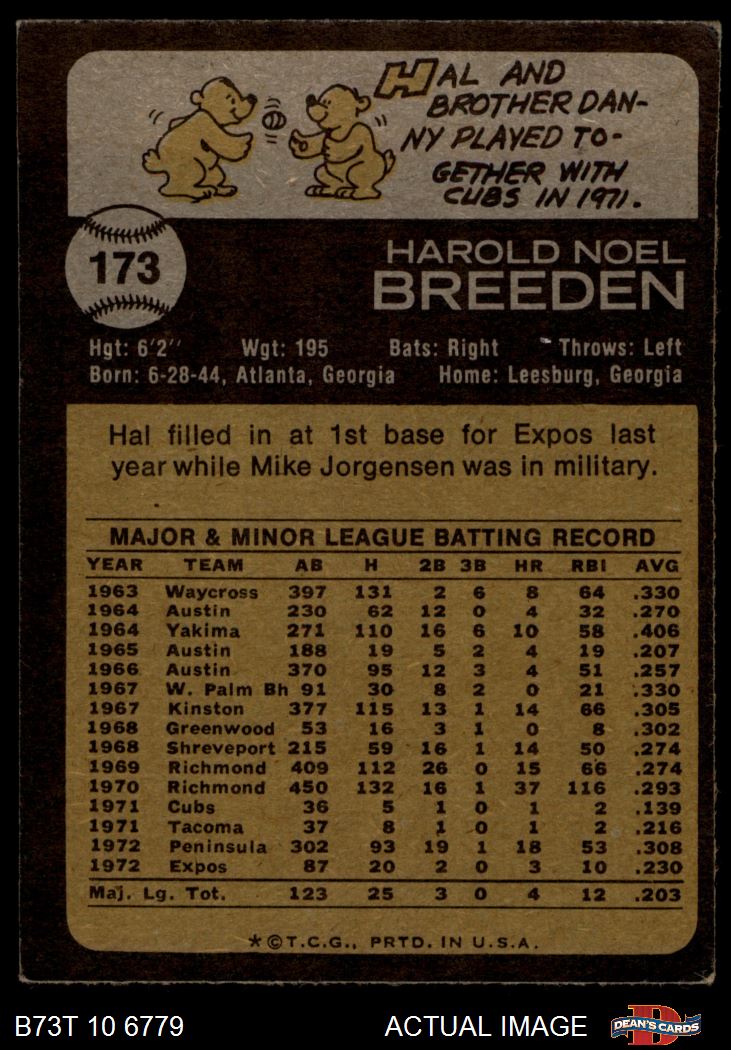 HAL AND
BROTHER DAN-
NY PLAYED TO-
GETHER WITH
CUBS IN 1971.
173
HAROLD NOEL
BREEDEN
Hgt: 6'2" Wgt: 195 Bats: Right Throws: Left
Born: 6-28-44, Atlanta, Georgia Home: Leesburg, Georgia
Hal filled in at 1st base for Expos last
year while Mike Jorgensen was in military.
MAJOR & MINOR LEAGUE BATTING RECORD
YEAR TEAM AB H 2B 3B HR RBI AVG
1963 Waycross 397 131 2 6 8 64 .330
1964 Austin 230 62 12 0 4 32 .270
1964 Yakima 271 110 16 6 10 58 .406
1965 Austin 188 19 5 2 4 19 .207
1966 Austin 370 95 12 3 4 51 .257
1967 W. Palm Bh 91 30 8 2 0 21 .330
1967 Kinston 377 115 13 1 14 66 .305
1968 Greenwood 53 16 3 1 0 8 .302
1968 Shreveport 215 59 16 1 14 50 .274
1969 Richmond 409 112 26 0 15 66 .274
1970 Richmond 450 132 16 1 37 116 .293
1971 Cubs 36 5 1 0 1 2 .139
1971 Tacoma 37 8 1 0 1 2 .216
1972 Peninsula 302 93 19 1 18 53 .308
1972 Expos 87 20 2 0 3 10 .230
Maj. Lg. Tot. 123 25 3 0 4 12 .203
*©T.C.G., PRTD. IN U.S.A.
B73T 10 6779 ACTUAL IMAGE D DEAN'S CARDS